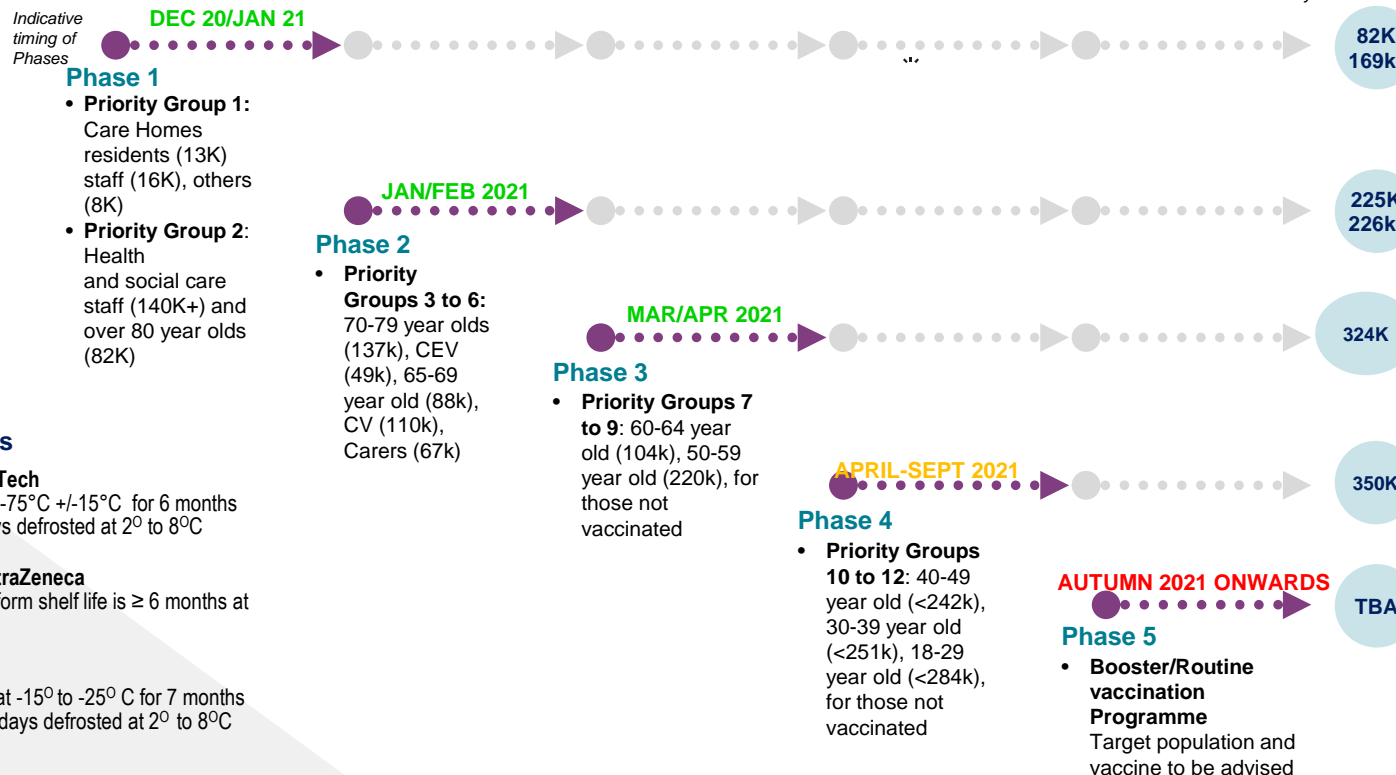 Indicative
timing of
Phases
DEC 20/JAN 21
82K
169k
Phase 1
• Priority Group 1:
Care Homes
residents (13K)
staff (16K), others
(8K)
• Priority Group 2:
Health
and social care
staff (140K+) and
over 80 year olds
(82K)
JAN/FEB 2021
225K
226k
Phase 2
• Priority
Groups 3 to 6:
70-79 year olds
(137k), CEV
(49k), 65-69
year old (88k),
CV (110k),
Carers (67k)
MAR/APR 2021
324K
Phase 3
• Priority Groups 7
to 9: 60-64 year
old (104k), 50-59
year old (220k), for
those not
vaccinated
APRIL-SEPT 2021
350K
Phase 4
• Priority Groups
10 to 12: 40-49
year old (<242k),
30-39 year old
(<251k), 18-29
year old (<284k),
for those not
vaccinated
AUTUMN 2021 ONWARDS
TBA
Phase 5
• Booster/Routine
vaccination
Programme
Target population and
vaccine to be advised
s
Tech
-75°C +/-15°C for 6 months
s defrosted at 2⁰ to 8⁰C
traZeneca
form shelf life is ≥ 6 months at
at -15⁰ to -25⁰ C for 7 months
days defrosted at 2⁰ to 8⁰C